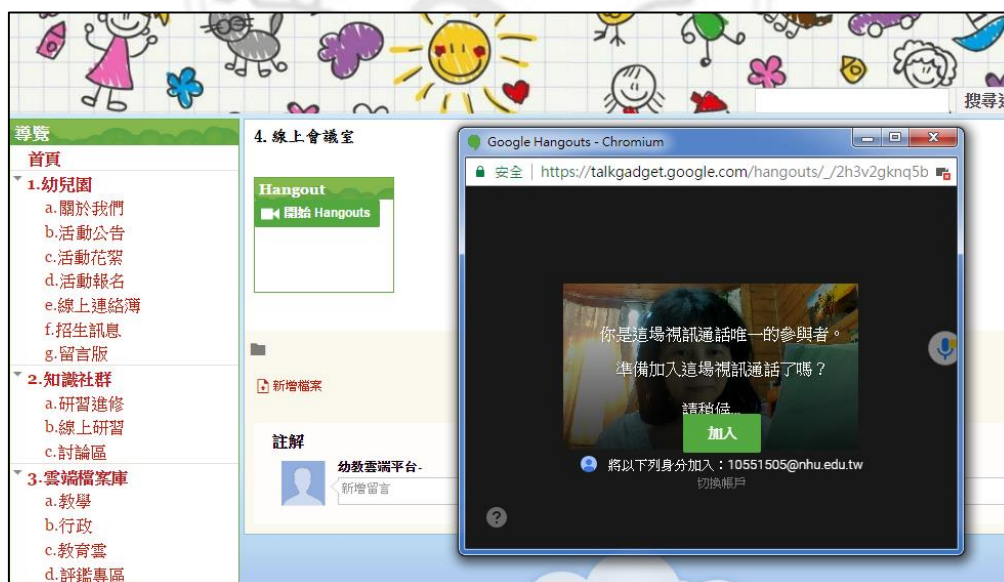 搜尋
導覽
首頁
1.幼兒園
a.關於我們
b.活動公告
c.活動花絮
d.活動報名
e.線上連絡簿
f.招生訊息
g.留言版
2.知識社群
a.研習進修
b.線上研習
c.討論區
3.雲端檔案庫
a.教學
b.行政
c.教育雲
d.評鑑專區
4. 線上會議室
Hangout
開始 Hangouts
新增檔案
註解
幼教雲端平台-
新增留言
Google Hangouts - Chromium
安全 | https://talkgadget.google.com/hangouts/_/2h3v2gknq5b
你是這場視訊通話唯一的參與者。
準備加入這場視訊通話了嗎？
請稍候...
加入
將以下列身分加入：10551505@nhu.edu.tw
切換帳戶